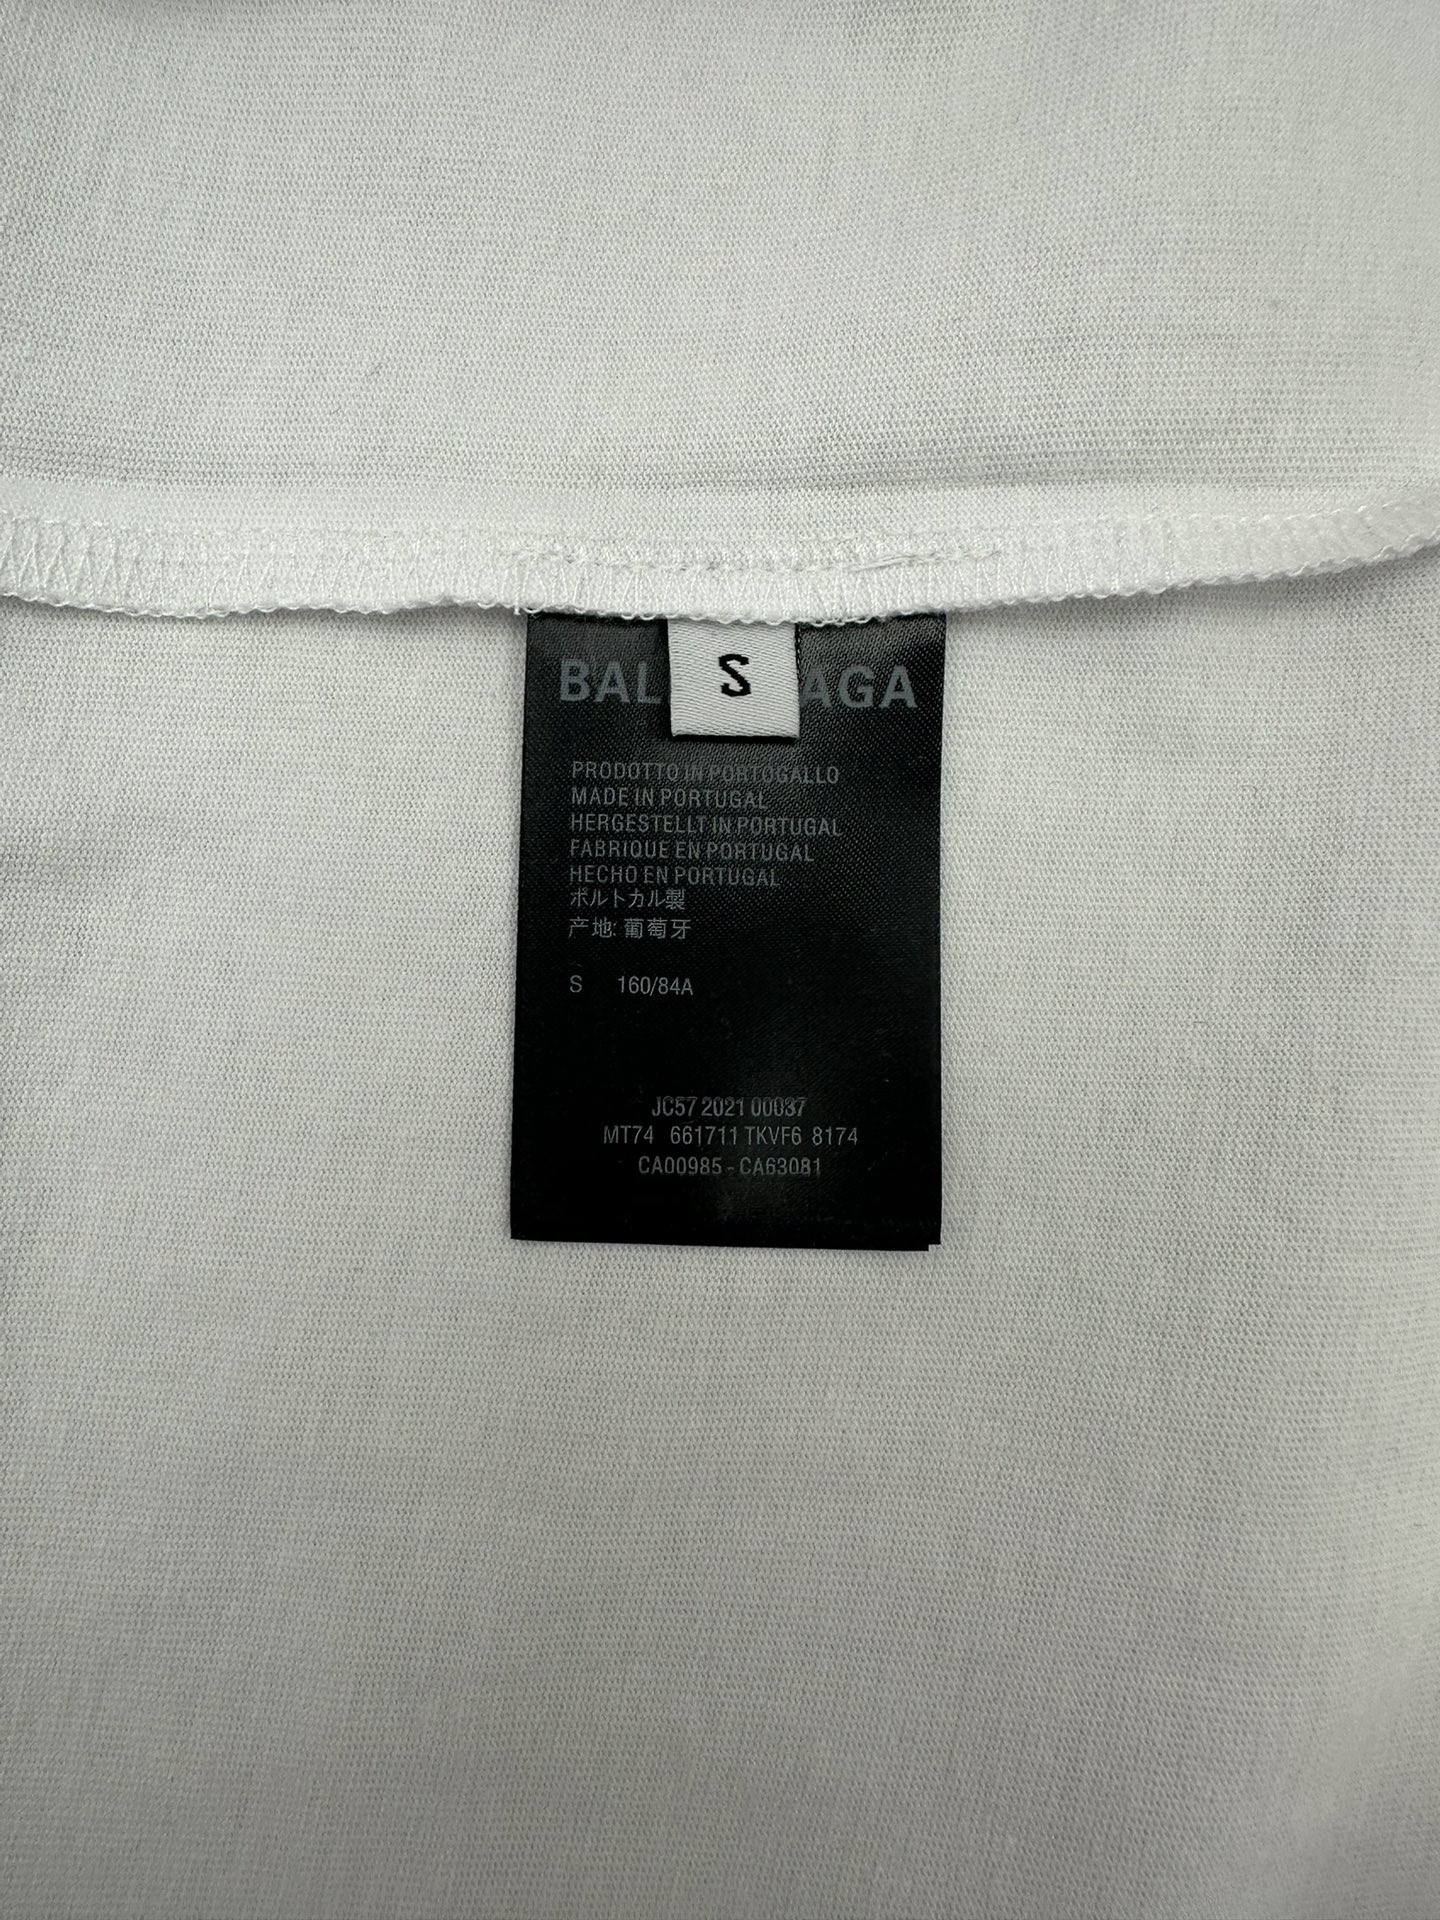 S
BAL AGA
PRODOTTO IN PORTOGALLO
MADE IN PORTUGAL
HERGESTELLT IN PORTUGAL
FABRIQUE EN PORTUGAL
HECHO EN PORTUGAL
ポルトカル製
产地: 葡萄牙
S 160/84A
JC57 2021 00037
MT74 661711 TKVF6 8174
CA00985 - CA63081